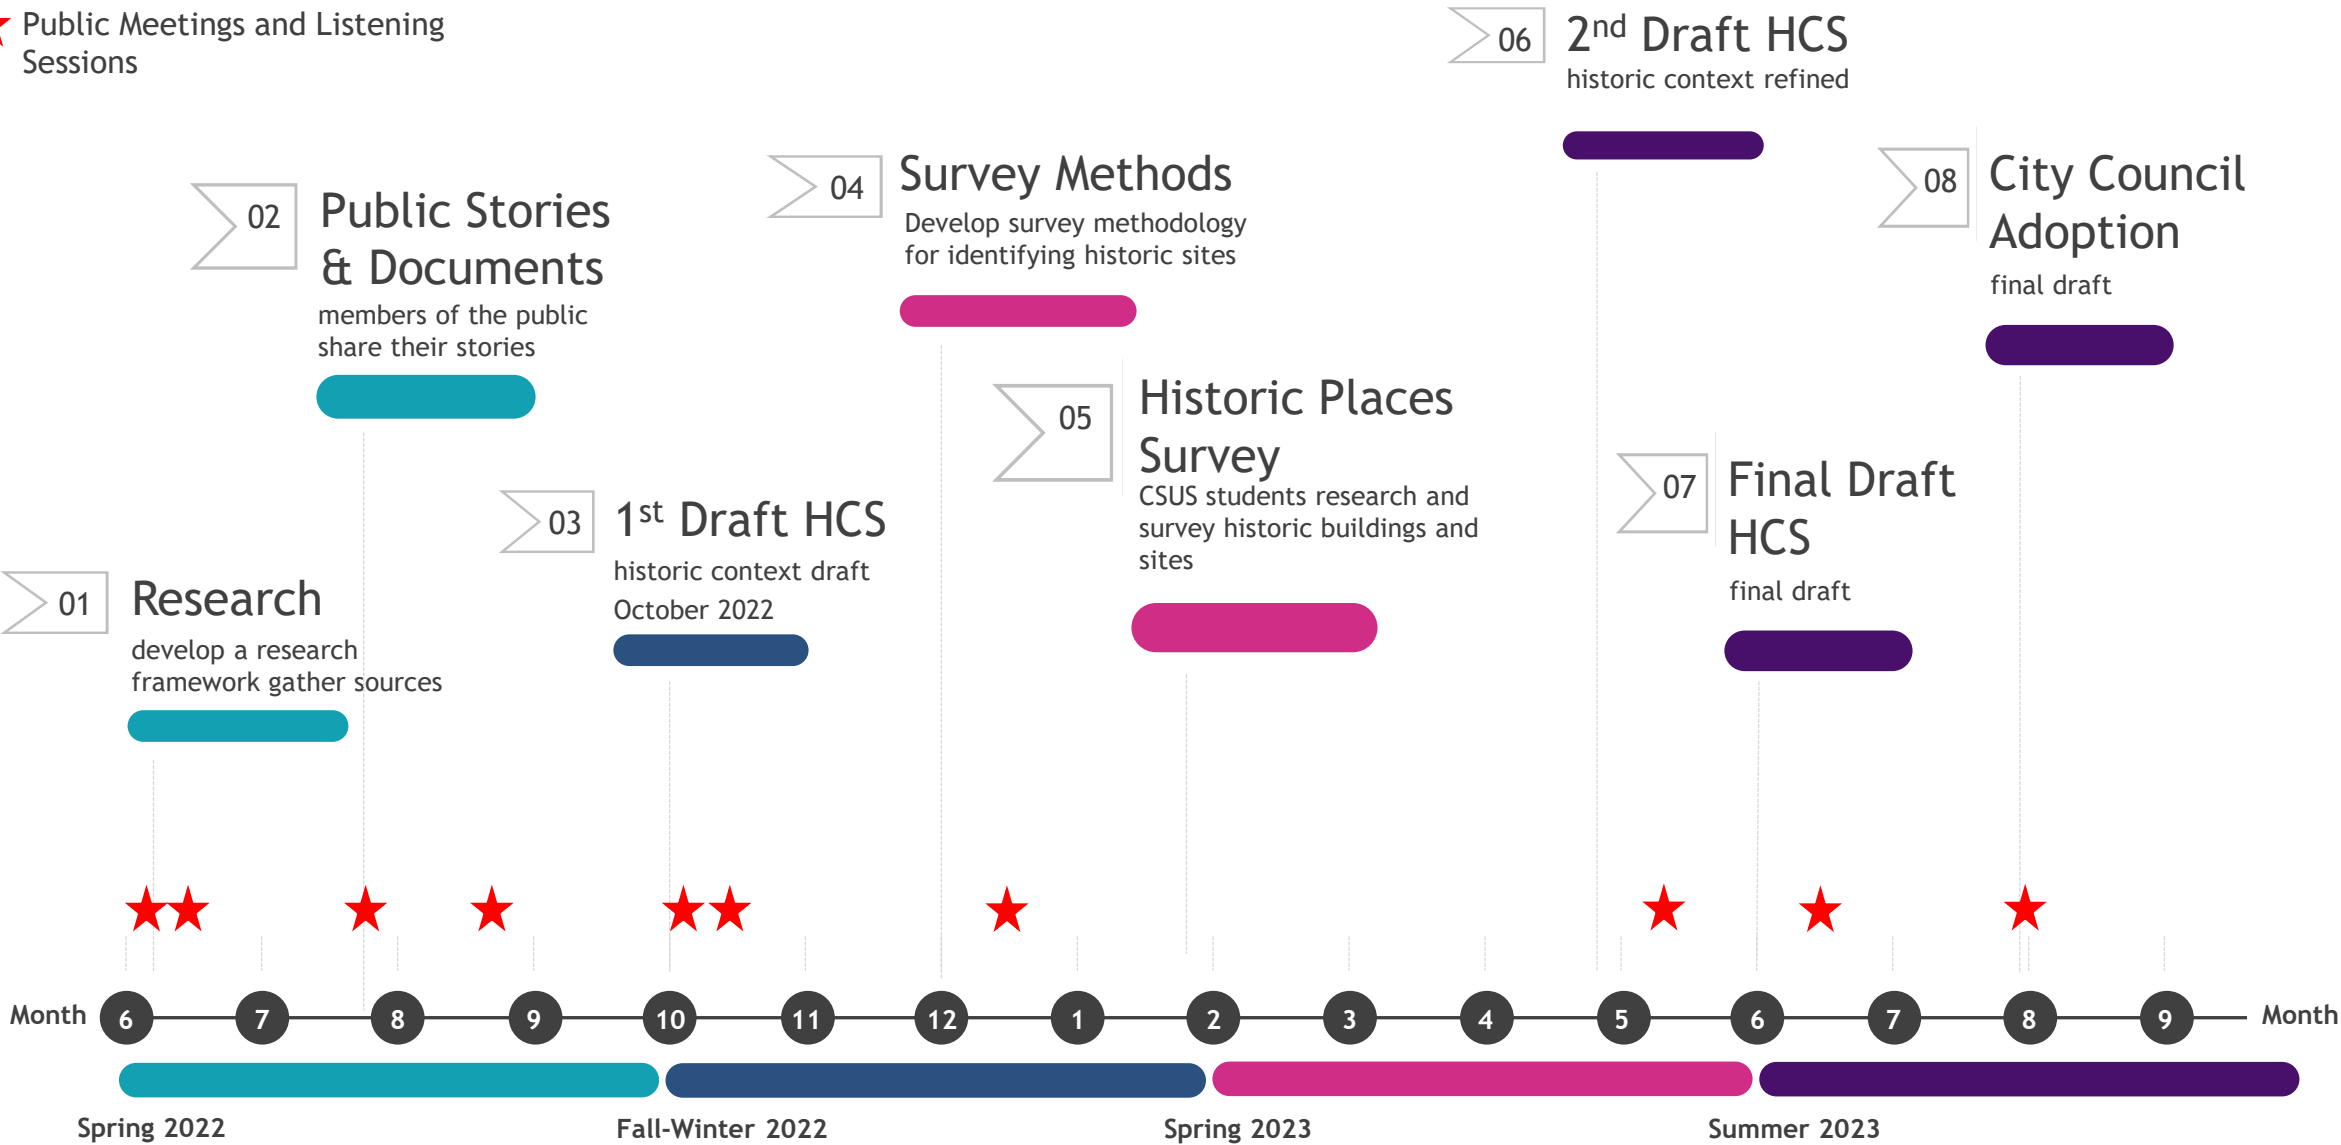 Public Meetings and Listening
Sessions
01
Research
develop a research
framework gather sources
02
Public Stories
& Documents
members of the public
share their stories
03
1st Draft HCS
historic context draft
October 2022
04
Survey Methods
Develop survey methodology
for identifying historic sites
05
Historic Places
Survey
CSUS students research and
survey historic buildings and
sites
06
2nd Draft HCS
historic context refined
07
Final Draft
HCS
final draft
08
City Council
Adoption
final draft
Month 6 7 8 9 10 11 12 1 2 3 4 5 6 7 8 9 Month
Spring 2022 Fall-Winter 2022 Spring 2023 Summer 2023